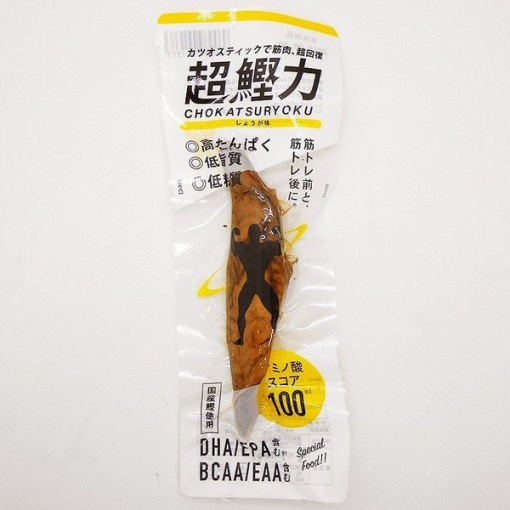 カツオスティックで筋肉、超回復
超鰹力
CHOKATSURYOKU
しょうが味
◎高たんぱく
◎低脂質
◎低糖質
筋トレ前と、
筋トレ後に。
アミノ酸
スコア
100
国産鰹使用
DHA/EPA含む
BCAA/EAA含む
Special
Food!!